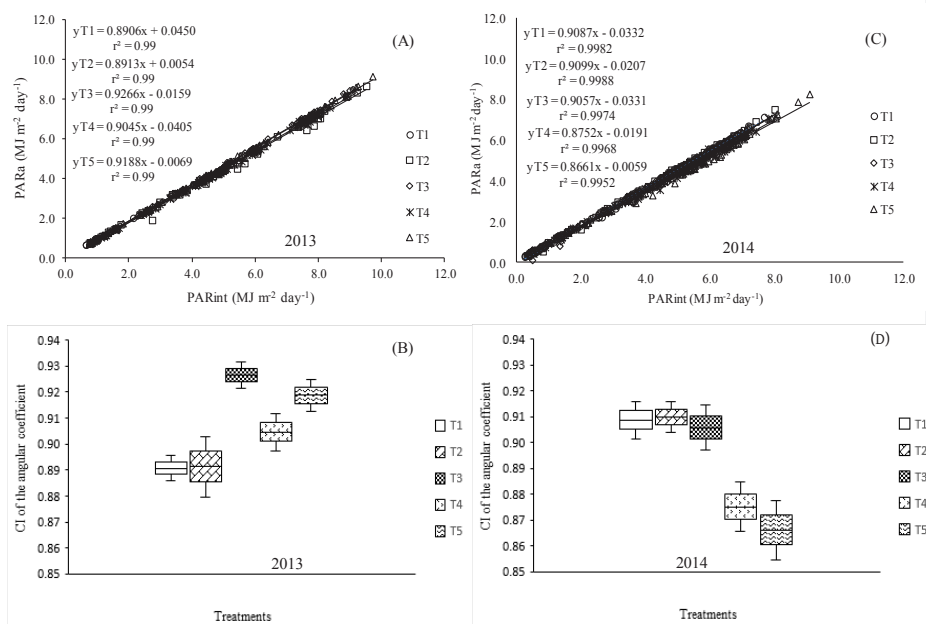 (A)
yT1 = 0.8906x + 0.0450
r² = 0.99
yT2 = 0.8913x + 0.0054
r² = 0.99
yT3 = 0.9266x - 0.0159
r² = 0.99
yT4 = 0.9045x - 0.0405
r² = 0.99
yT5 = 0.9188x - 0.0069
r² = 0.99
12.0
10.0
8.0
6.0
4.0
2.0
0.0
PARa (MJ m⁻² day⁻¹)
T1
T2
T3
T4
T5
2013
0.0 2.0 4.0 6.0 8.0 10.0 12.0
PARint (MJ m⁻² day⁻¹)
(C)
yT1 = 0.9087x - 0.0332
r² = 0.9982
yT2 = 0.9099x - 0.0207
r² = 0.9988
yT3 = 0.9057x - 0.0331
r² = 0.9974
yT4 = 0.8752x - 0.0191
r² = 0.9968
yT5 = 0.8661x - 0.0059
r² = 0.9952
12.0
10.0
8.0
6.0
4.0
2.0
0.0
PARa (MJ m⁻² day⁻¹)
T1
T2
T3
T4
T5
2014
0.0 2.0 4.0 6.0 8.0 10.0 12.0
PARint (MJ m⁻² day⁻¹)
(B)
0.94
0.93
0.92
0.91
0.90
0.89
0.88
0.87
0.86
0.85
CI of the angular coefficient
T1
T2
T3
T4
T5
2013
Treatments
(D)
0.94
0.93
0.92
0.91
0.90
0.89
0.88
0.87
0.86
0.85
CI of the angular coefficient
T1
T2
T3
T4
T5
2014
Treatments